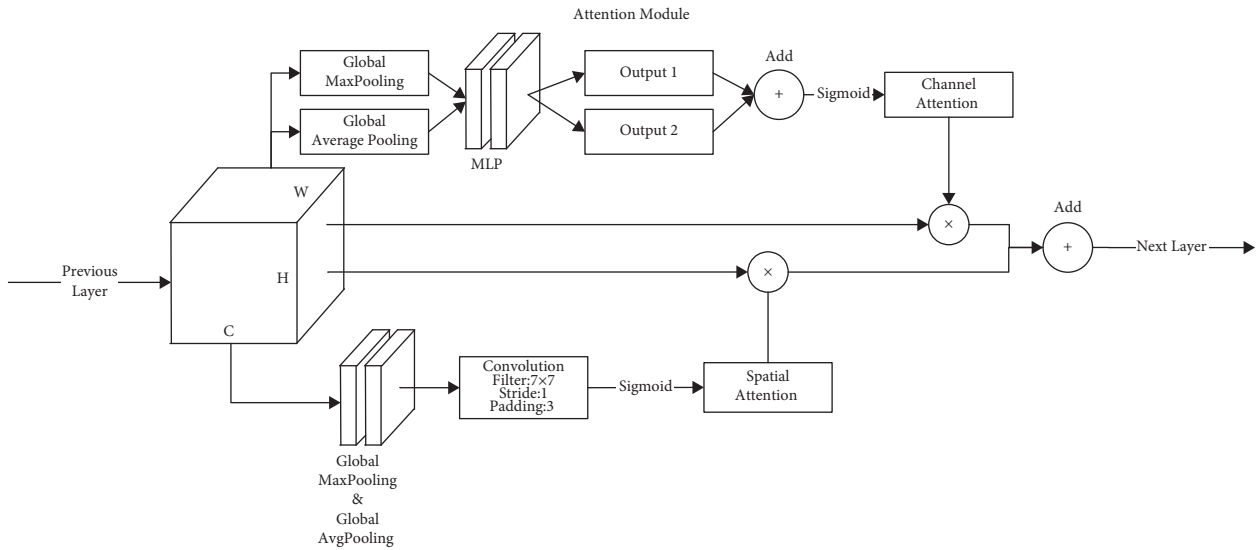 Attention Module
Global
MaxPooling
Global
Average Pooling
MLP
Output 1
Output 2
Add
+
Sigmoid
Channel
Attention
W
H
C
Previous
Layer
×
×
Add
+
Next Layer
Convolution
Filter:7×7
Stride:1
Padding:3
Sigmoid
Spatial
Attention
Global
MaxPooling
&
Global
AvgPooling